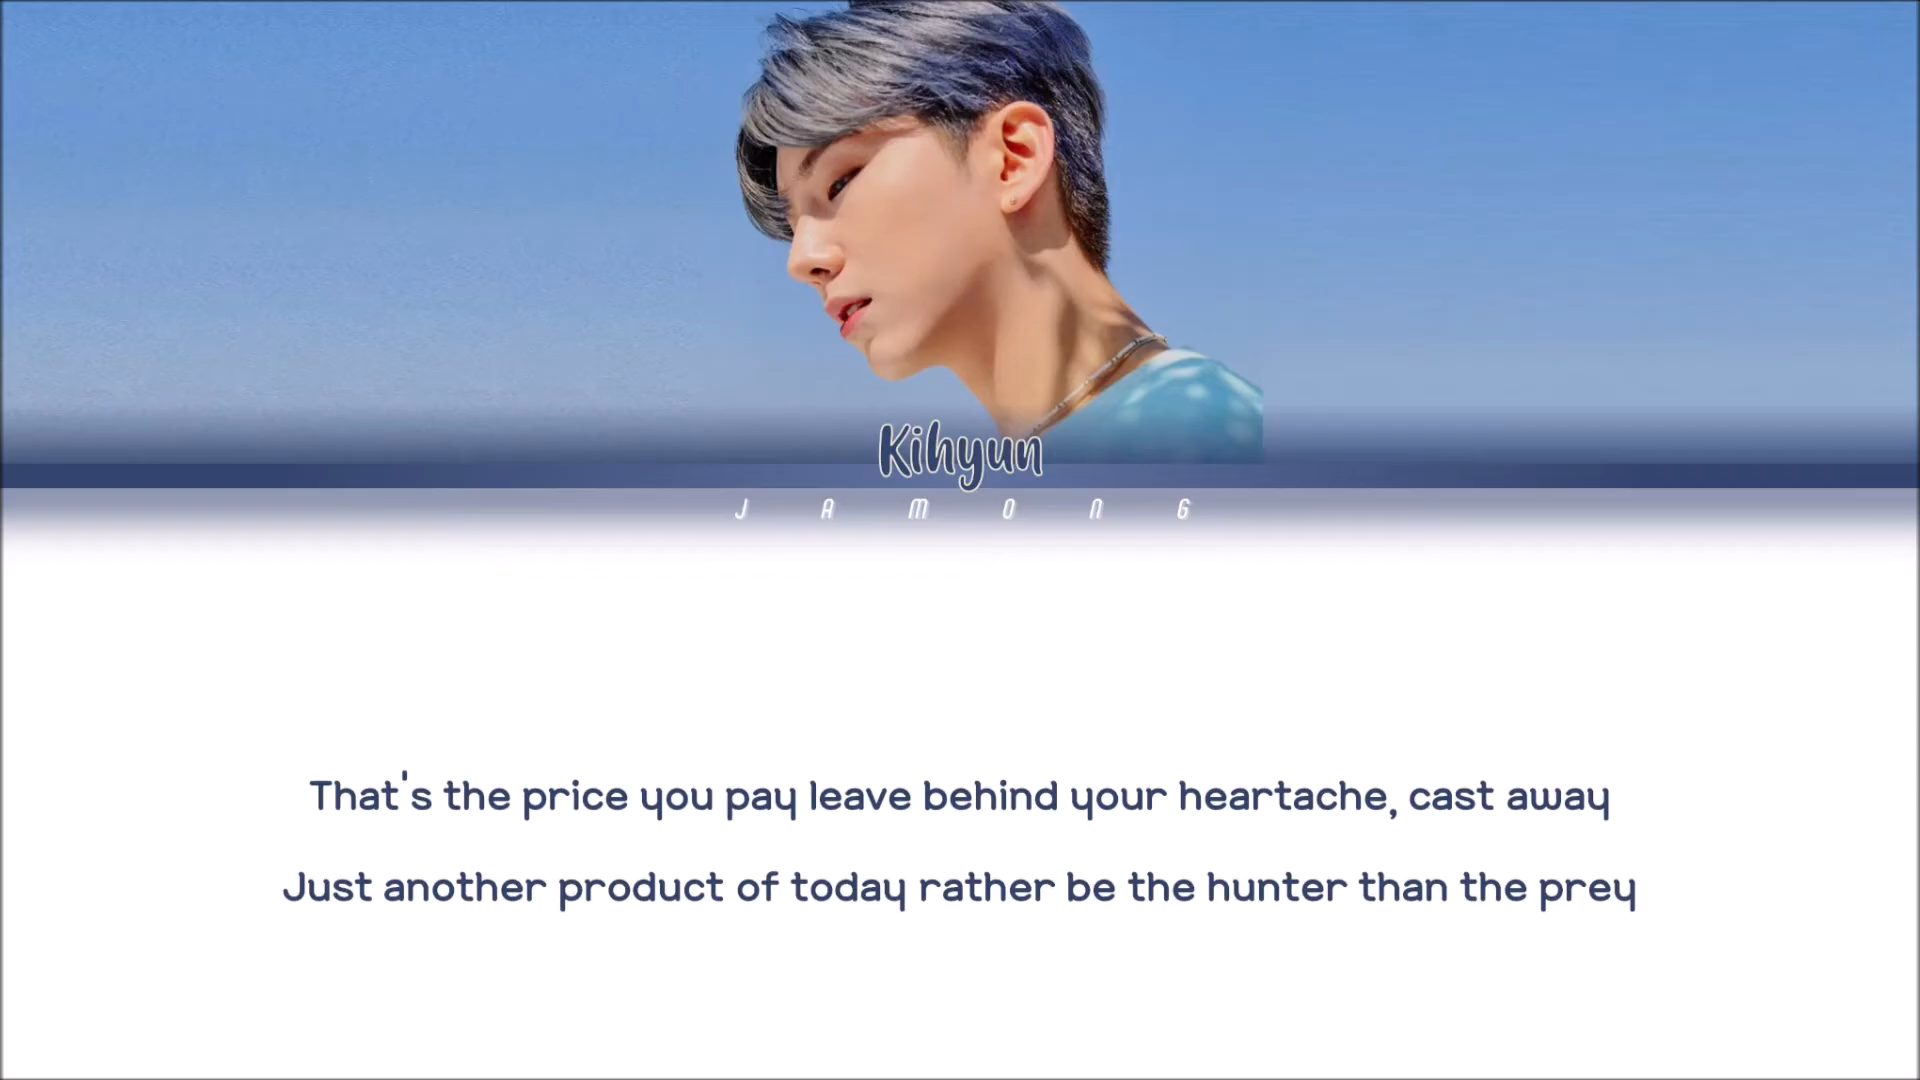 Kihyun
JAMONG
That's the price you pay leave behind your heartache, cast away
Just another product of today rather be the hunter than the prey